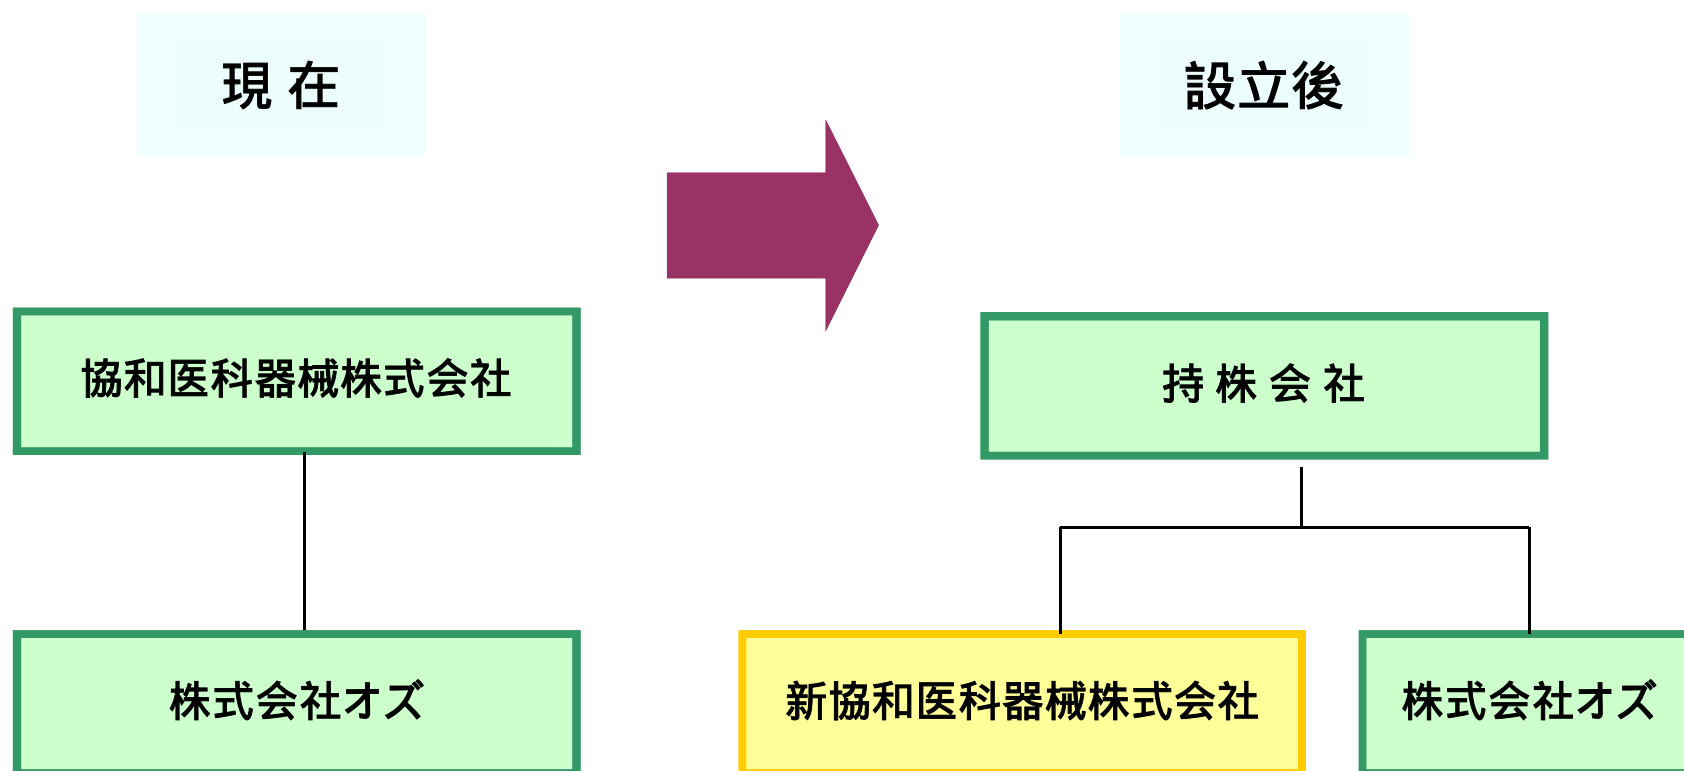 現 在
設立後
協和医科器械株式会社
持 株 会 社
株式会社オズ
新協和医科器械株式会社
株式会社オズ